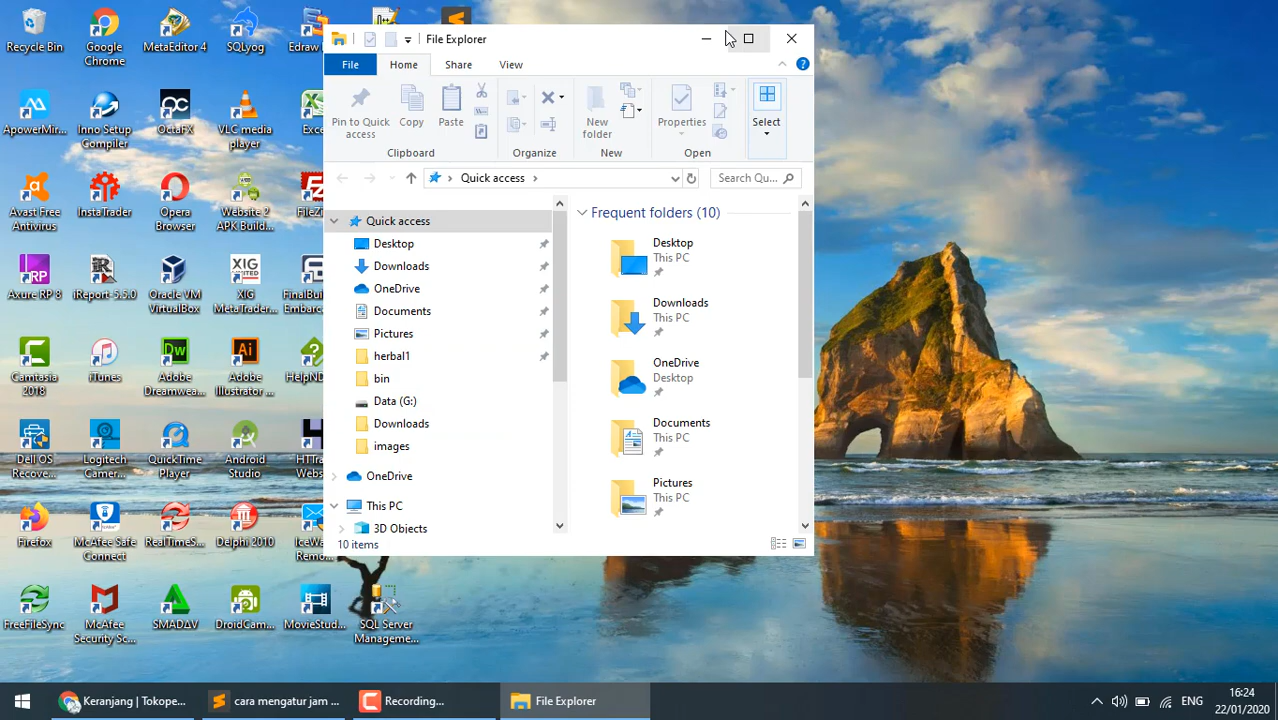 Recycle Bin
Google
Chrome
MetaEditor 4
SQLyog
Edraw
ApowerMir...
Inno Setup
Compiler
OctaFX
VLC media
player
Exce
Avast Free
Antivirus
InstaTrader
Opera
Browser
Website 2
APK Build...
FileZi
Axure RP 8
iReport-5.5.0
Oracle VM
VirtualBox
XIG
MetaTrader...
FinalBui
Embarc
Camtasia
2018
iTunes
Adobe
Dreamwea...
Adobe
Illustrator ...
HelpND
Dell OS
Recove...
Logitech
Camer...
QuickTime
Player
Android
Studio
HTTra
Webs
Firefox
McAfee Safe
Connect
RealTimeS...
Delphi 2010
IceWa
Remo
FreeFileSync
McAfee
Security Sc...
SMADAV
DroidCam...
MovieStud...
SQL Server
Manageme...
File Explorer
File
Home
Share
View
Pin to Quick
access
Copy
Paste
New
folder
Properties
Select
Clipboard
Organize
New
Open
Quick access
Search Qu...
Quick access
Desktop
Downloads
OneDrive
Documents
Pictures
herbal1
bin
Data (G:)
Downloads
images
OneDrive
This PC
3D Objects
Frequent folders (10)
Desktop
This PC
Downloads
This PC
OneDrive
Desktop
Documents
This PC
Pictures
This PC
10 items
Keranjang | Tokope...
cara mengatur jam ...
Recording...
File Explorer
ENG
16:24
22/01/2020